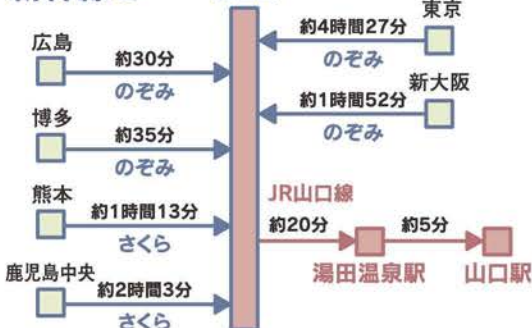 広島
約30分
のぞみ
博多
約35分
のぞみ
熊本
約1時間13分
さくら
鹿児島中央
約2時間3分
さくら
東京
約4時間27分
のぞみ
新大阪
約1時間52分
のぞみ
JR山口線
約20分
約5分
湯田温泉駅
山口駅